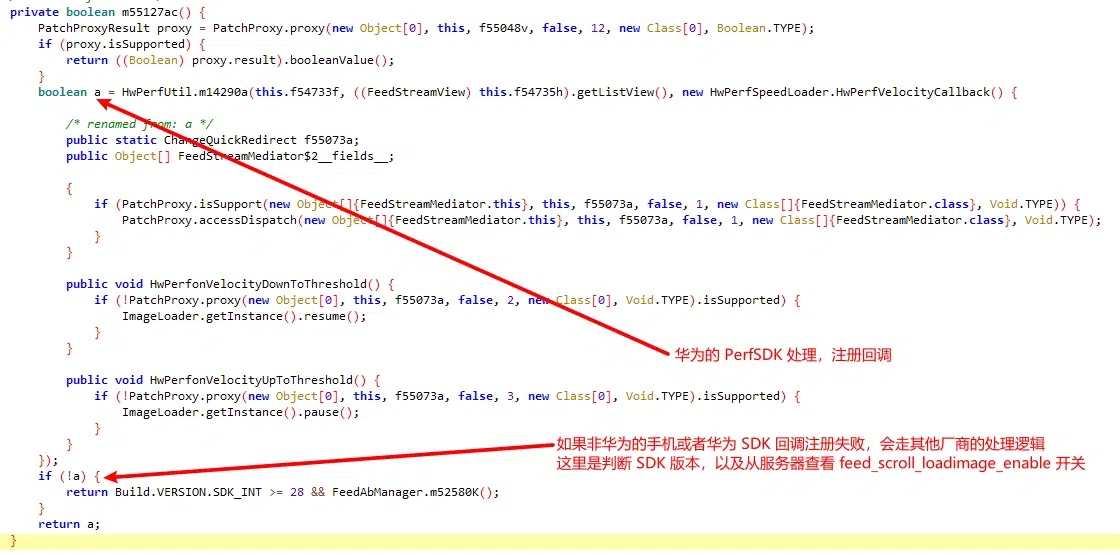 private boolean m55127ac() {
    PatchProxyResult proxy = PatchProxy.proxy(new Object[0], this, f55048v, false, 12, new Class[0], Boolean.TYPE);
    if (proxy.isSupported) {
        return ((Boolean) proxy.result).booleanValue();
    }
    boolean a = HwPerfUtil.m14290a(this.f54733f, ((FeedStreamView) this.f54735h).getListView(), new HwPerfSpeedLoader.HwPerfVelocityCallback() {
        /* renamed from: a */
        public static ChangeQuickRedirect f55073a;
        public Object[] FeedStreamMediator$2__fields__;
        {
            if (PatchProxy.isSupport(new Object[]{FeedStreamMediator.this}, this, f55073a, false, 1, new Class[]{FeedStreamMediator.class}, Void.TYPE)) {
                PatchProxy.accessDispatch(new Object[]{FeedStreamMediator.this}, this, f55073a, false, 1, new Class[]{FeedStreamMediator.class}, Void.TYPE);
            }
        }
        public void HwPerfonVelocityDownToThreshold() {
            if (!PatchProxy.proxy(new Object[0], this, f55073a, false, 2, new Class[0], Void.TYPE).isSupported) {
                ImageLoader.getInstance().resume();
            }
        }
华为的 PerfSDK 处理，注册回调
        public void HwPerfonVelocityUpToThreshold() {
            if (!PatchProxy.proxy(new Object[0], this, f55073a, false, 3, new Class[0], Void.TYPE).isSupported) {
                ImageLoader.getInstance().pause();
            }
        }
    });
如果非华为的手机或者华为 SDK 回调注册失败，会走其他厂商的处理逻辑
这里是判断 SDK 版本，以及从服务器查看 feed_scroll_loadimage_enable 开关
    if (!a) {
        return Build.VERSION.SDK_INT >= 28 && FeedAbManager.m52580K();
    }
    return a;
}